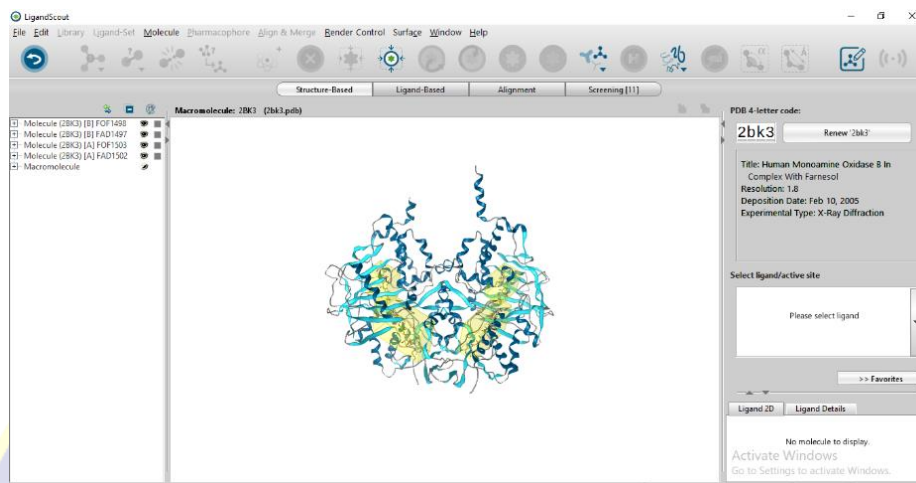 LigandScout
File Edit Library Ligand-Set Molecule Pharmacophore Align & Merge Render Control Surface Window Help
Structure-Based Ligand-Based Alignment Screening [11]
Macromolecule: 2BK3 (2bk3.pdb)
Molecule (2BK3) [B] FOF1498
Molecule (2BK3) [B] FAD1497
Molecule (2BK3) [A] FOF1503
Molecule (2BK3) [A] FAD1502
Macromolecule
PDB 4-letter code:
2bk3 Renew '2bk3'
Title: Human Monoamine Oxidase B In
Complex With Farnesol
Resolution: 1.8
Deposition Date: Feb 10, 2005
Experimental Type: X-Ray Diffraction
Select ligand/active site
Please select ligand
>> Favorites
Ligand 2D Ligand Details
No molecule to display.
Activate Windows
Go to Settings to activate Windows.